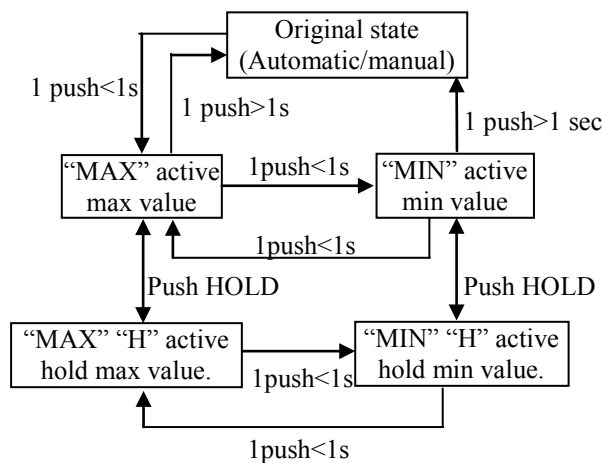 Original state
(Automatic/manual)
1 push<1s
1 push>1s
1 push>1 sec
“MAX” active
max value
1push<1s
“MIN” active
min value
1push<1s
Push HOLD
Push HOLD
“MAX” “H” active
hold max value.
1push<1s
“MIN” “H” active
hold min value.
1push<1s